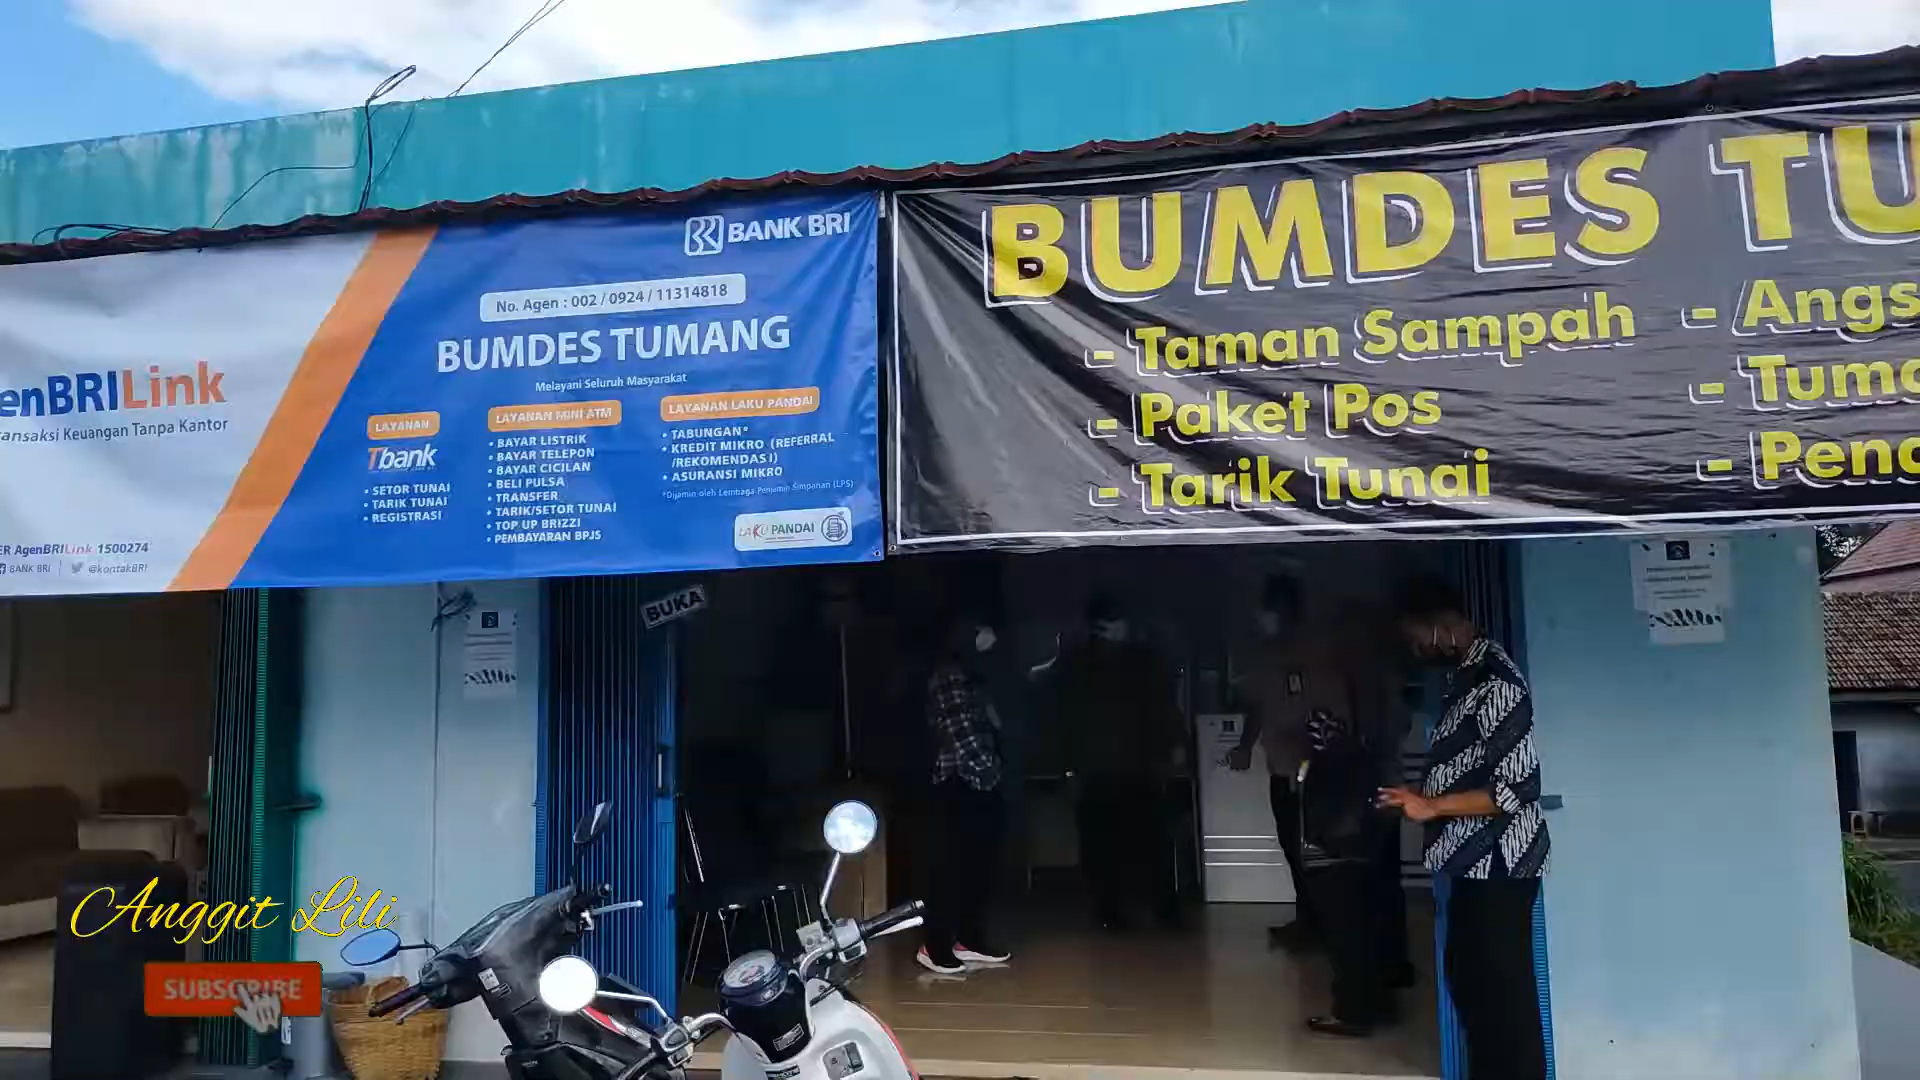 BANK BRI
No. Agen : 002 / 0924 / 11314818
BUMDES TUMANG
Melayani Seluruh Masyarakat
enBRILink
ansaksi Keuangan Tanpa Kantor
LAYANAN
Tbank
• SETOR TUNAI
• TARIK TUNAI
• REGISTRASI
LAYANAN MINI ATM
• BAYAR LISTRIK
• BAYAR TELEPON
• BAYAR CICILAN
• BELI PULSA
• TRANSFER
• TARIK/SETOR TUNAI
• TOP UP BRIZZI
• PEMBAYARAN BPJS
LAYANAN LAKU PANDAI
• TABUNGAN*
• KREDIT MIKRO (REFERRAL
/REKOMENDASI)
• ASURANSI MIKRO
*Dijamin oleh Lembaga Penjamin Simpanan (LPS)
LAKU PANDAI
ER AgenBRILink 1500274
BANK BRI | @kontakBRI
BUMDES TU
- Taman Sampah
- Paket Pos
- Tarik Tunai
- Angs
- Tuma
- Penc
BUKA
Anggit Lili
SUBSCRIBE